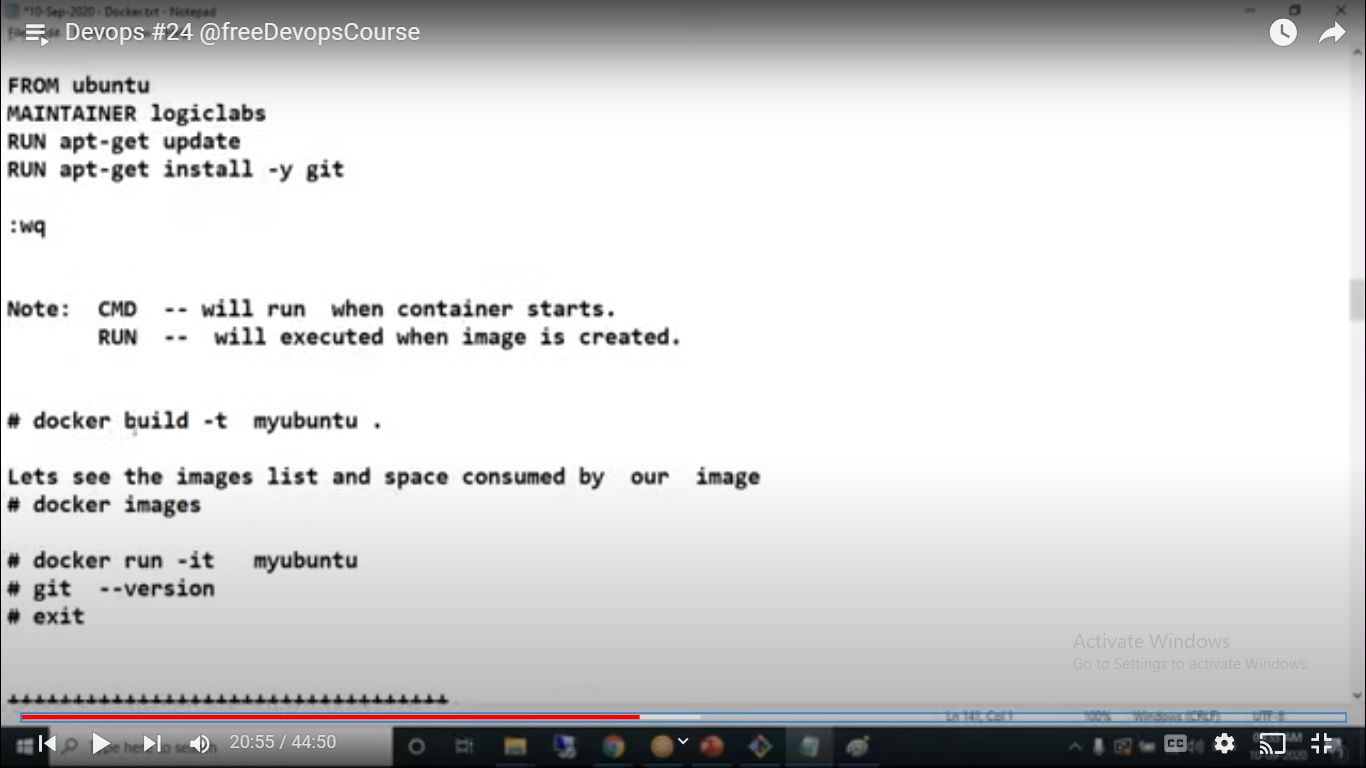 *10-Sep-2020 - Docker.txt - Notepad
Devops #24 @freeDevopsCourse
FROM ubuntu
MAINTAINER logiclabs
RUN apt-get update
RUN apt-get install -y git
:wq
Note: CMD -- will run when container starts.
RUN -- will executed when image is created.
# docker build -t myubuntu .
Lets see the images list and space consumed by our image
# docker images
# docker run -it myubuntu
# git --version
# exit
Activate Windows
Go to Settings to activate Windows.
++++++++++++++++++++++++++++++++++
Ln 141, Col 1 100% Windows (CRLF) UTF-8
20:55 / 44:50
CC